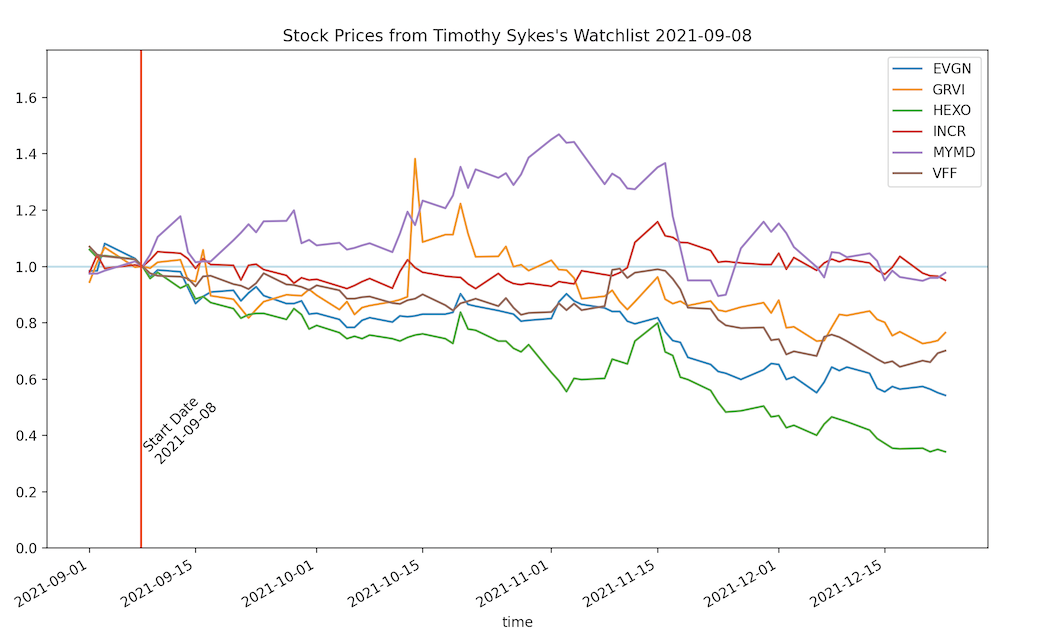 Stock Prices from Timothy Sykes's Watchlist 2021-09-08
EVGN
GRVI
HEXO
INCR
MYMD
VFF
1.6
1.4
1.2
1.0
0.8
0.6
0.4
0.2
0.0
Start Date
2021-09-08
2021-09-01
2021-09-15
2021-10-01
2021-10-15
2021-11-01
2021-11-15
2021-12-01
2021-12-15
time